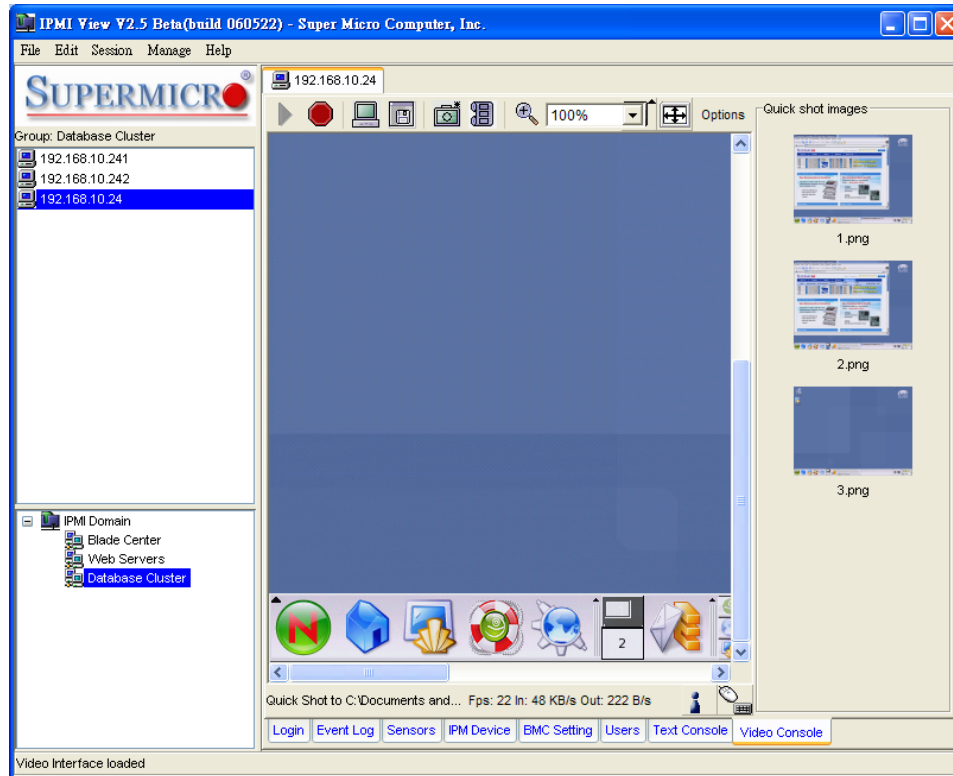 IPMI View V2.5 Beta(build 060522) - Super Micro Computer, Inc.
File Edit Session Manage Help
SUPERMICRO®
Group: Database Cluster
192.168.10.241
192.168.10.242
192.168.10.24
IPMI Domain
Blade Center
Web Servers
Database Cluster
192.168.10.24
100%
Options
2
Quick Shot to C:\Documents and... Fps: 22 In: 48 KB/s Out: 222 B/s
Login Event Log Sensors IPM Device BMC Setting Users Text Console Video Console
Quick shot images
1.png
2.png
3.png
Video Interface loaded